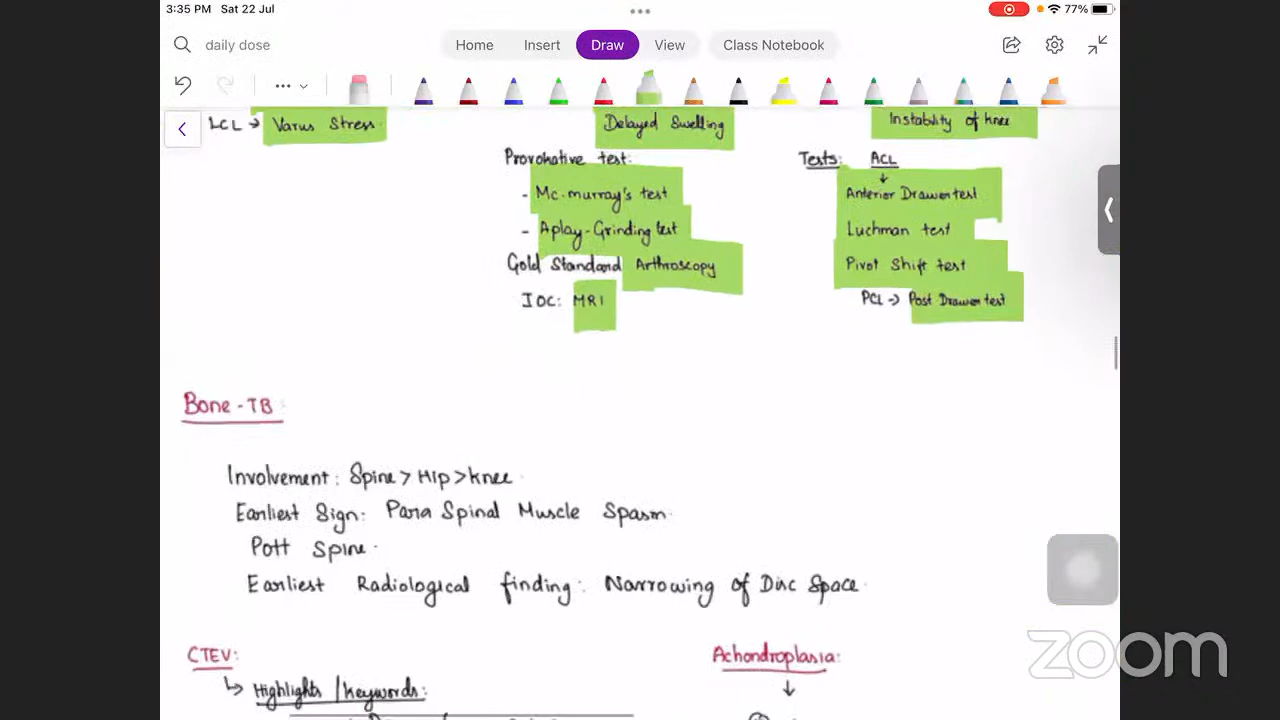 3:35 PM Sat 22 Jul
77%
daily dose
Home Insert Draw View Class Notebook
LCL → Varus Stress
Delayed Swelling
Instability of knee
Provokative test:
- Mc-murray's test
- Aplay-Grinding test
Gold Standard Arthroscopy
IOC: MRI
Tests: ACL
↓
Anterior Drawer test
Luchman test
Pivot Shift test
PCL → Post Drawer test
Bone - TB :
Involvement : Spine > Hip > knee
Earliest Sign: Para Spinal Muscle Spasm
Pott Spine
Earliest Radiological finding : Narrowing of Disc Space
CTEV:
↳ Highlights / keywords:
Achondroplasia:
↓
zoom